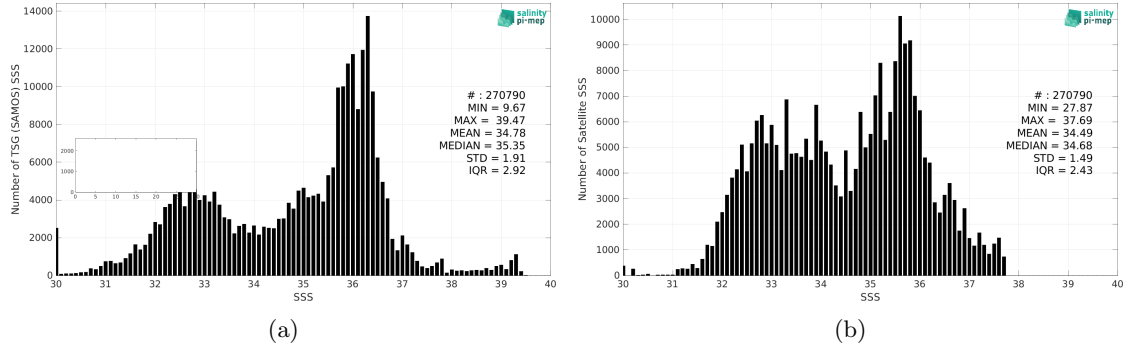 14000
12000
10000
8000
6000
4000
2000
0
Number of TSG (SAMOS) SSS
2000
1000
0
0 5 10 15 20 25 30
salinity
pi-mep
# : 270790
MIN = 9.67
MAX = 39.47
MEAN = 34.78
MEDIAN = 35.35
STD = 1.91
IQR = 2.92
30 31 32 33 34 35 36 37 38 39 40
SSS
(a)
10000
9000
8000
7000
6000
5000
4000
3000
2000
1000
0
Number of Satellite SSS
salinity
pi-mep
# : 270790
MIN = 27.87
MAX = 37.69
MEAN = 34.49
MEDIAN = 34.68
STD = 1.49
IQR = 2.43
30 31 32 33 34 35 36 37 38 39 40
SSS
(b)